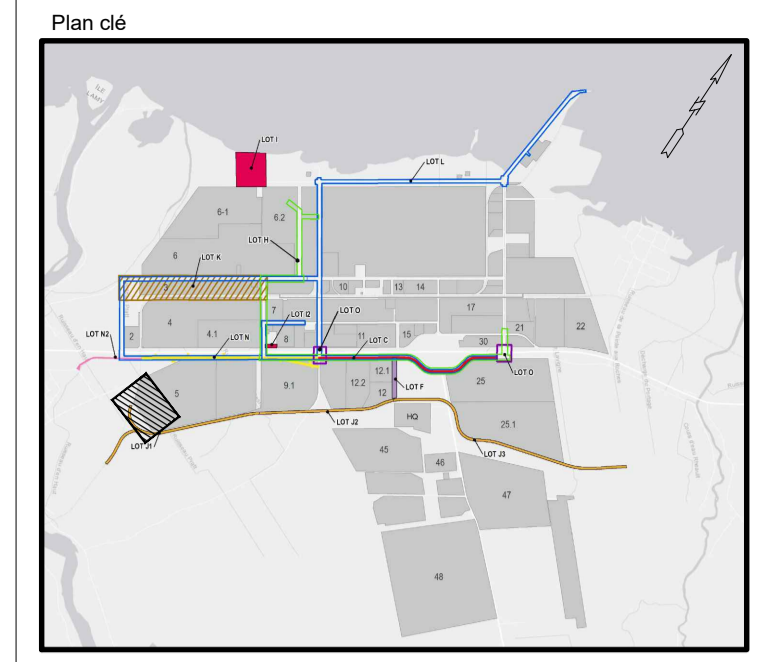 Plan clé
ILE
LAMY
LOT I
LOT L
6-1
6.2
LOT H
6
LOT K
3
10
13
14
7
17
4
LOT I2
LOT O
21
22
2
4.1
8
11
15
LOT N2
LOT N
LOT C
30
LOT O
12.1
5
9.1
12.2
12
LOT F
25
HQ
25.1
LOT J1
LOT J2
45
46
LOT J3
47
48